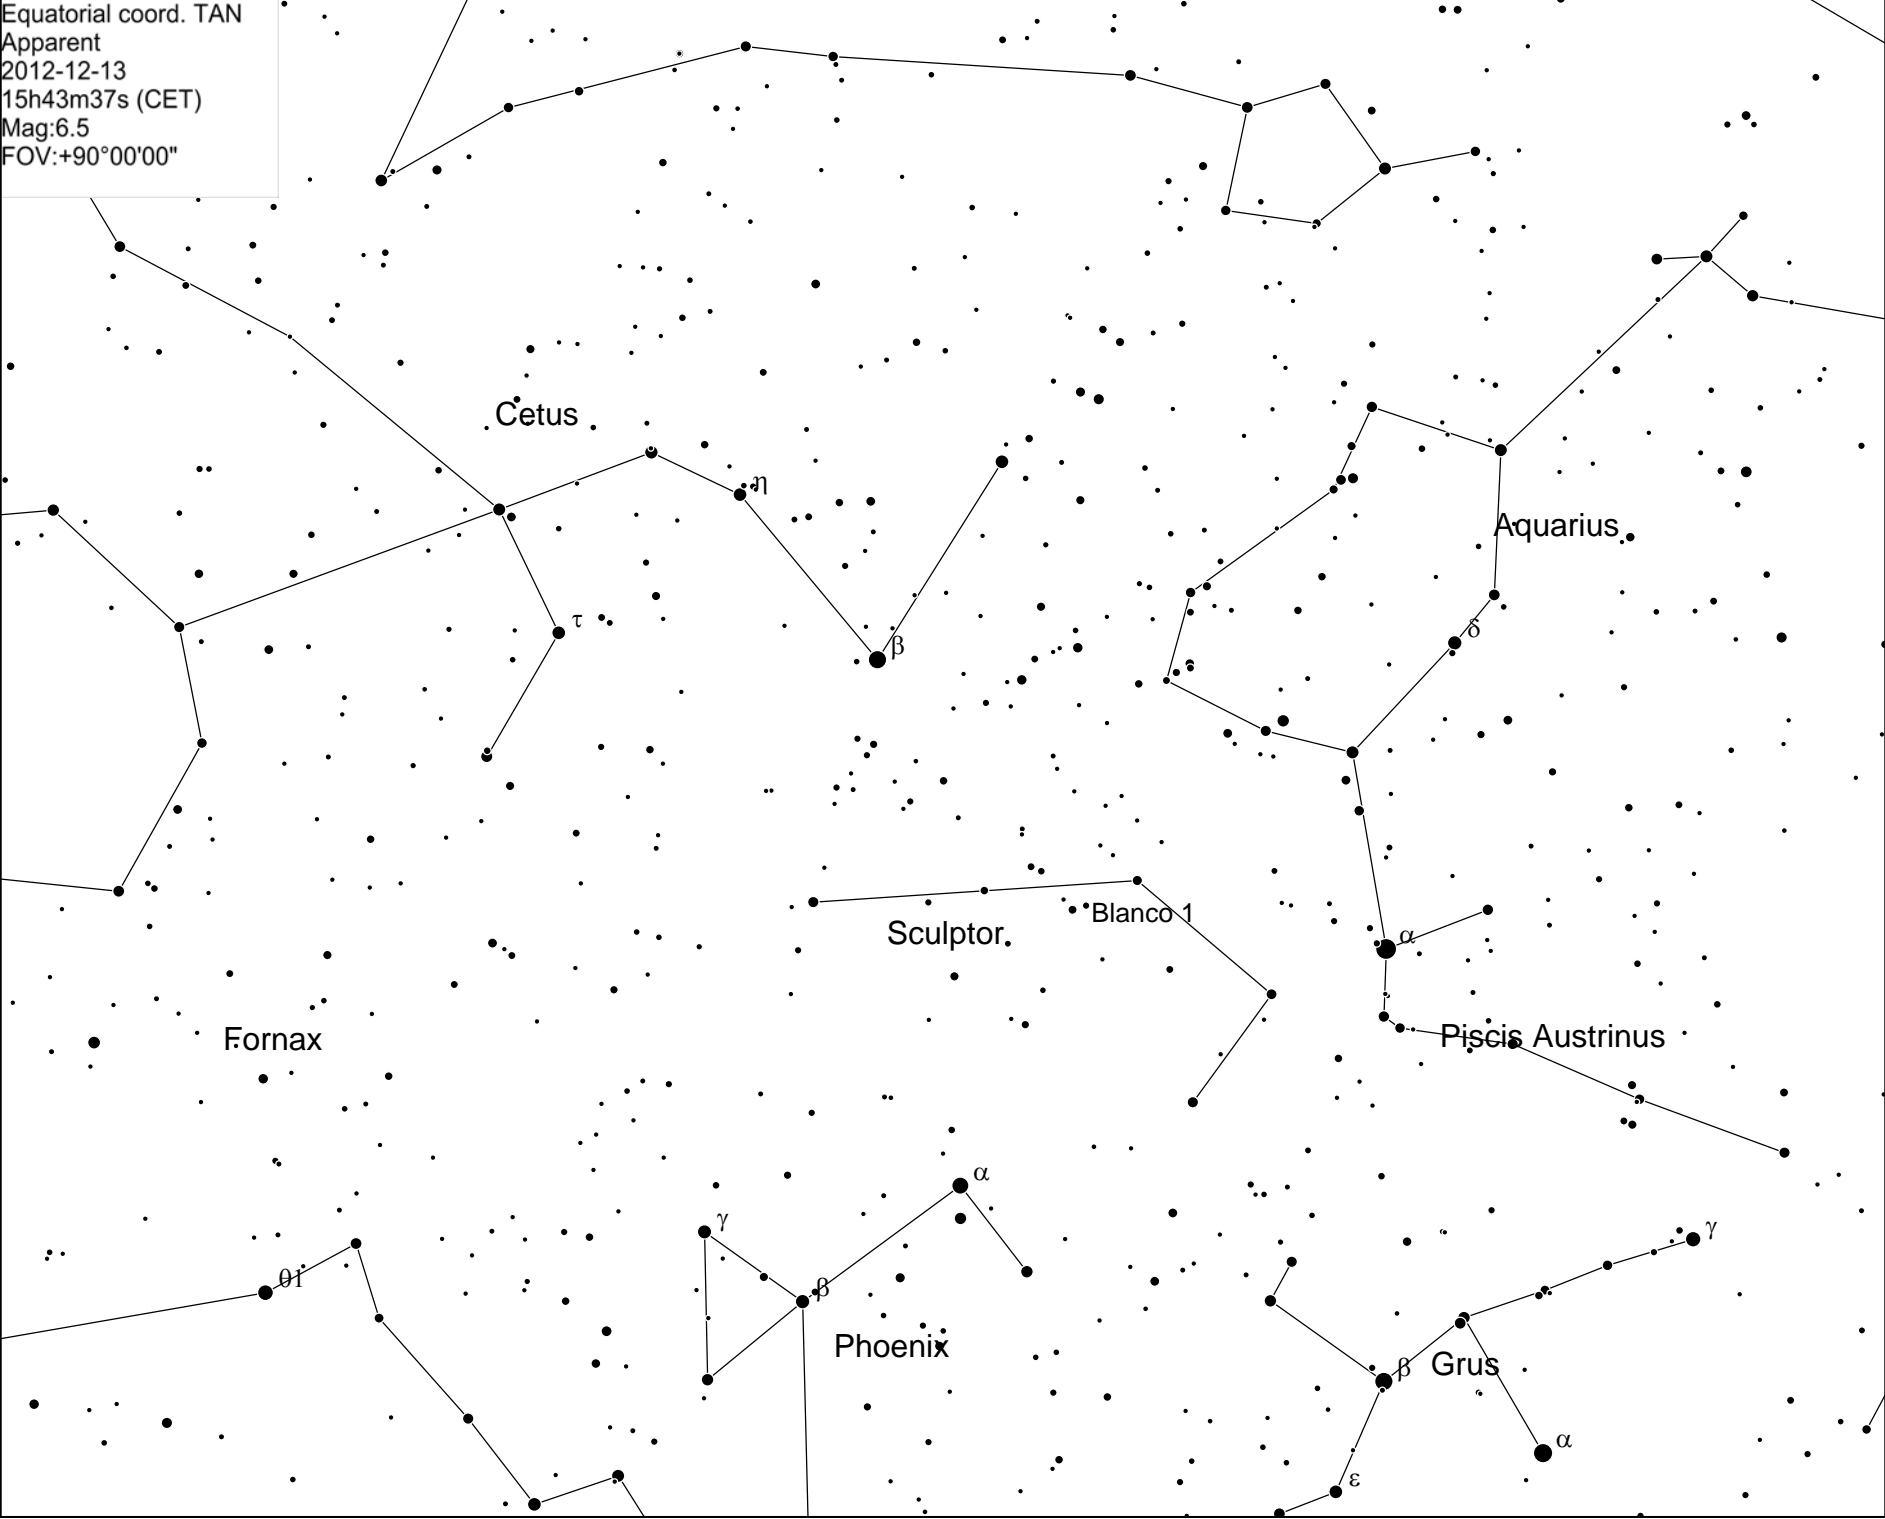 Equatorial coord. TAN
Apparent
2012-12-13
15h43m37s (CET)
Mag:6.5
FOV:+90°00'00"
Cetus
η
Aquarius
τ
δ
β
Blanco 1
Sculptor
α
Fornax
Piscis Austrinus
α
γ
γ
θ1
β
Phoenix
β
Grus
α
ε